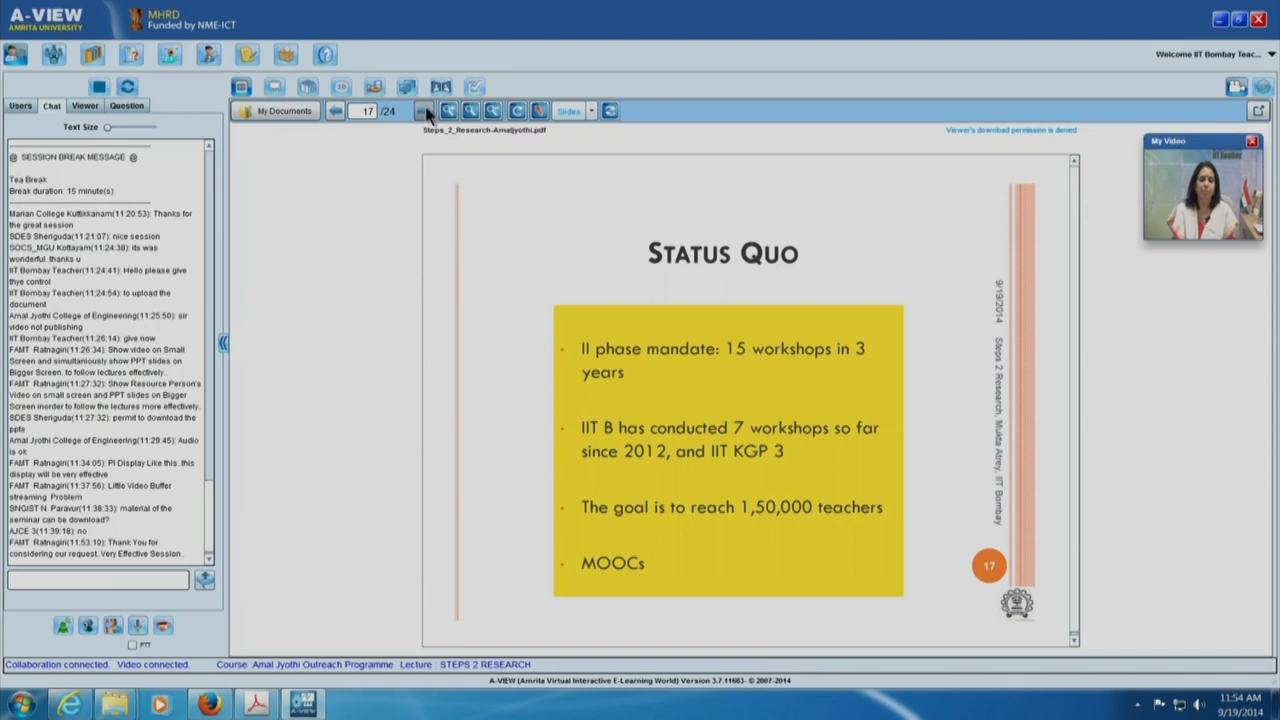 A-VIEW
AMRITA UNIVERSITY
MHRD
Funded by NME-ICT
Welcome IIT Bombay Teac...
Users
Chat
Viewer
Question
My Documents
17
/24
Slides
Text Size
Steps_2_Research-Amaljyothi.pdf
Viewer's download permission is denied
My Video
IIT Bombay
@ SESSION BREAK MESSAGE @
Tea Break
Break duration: 15 minute(s)
Marian College Kuttikkanam(11:20:53): Thanks for
the great session
SDES Sheriguda(11:21:07): nice session
SOCS_MGU Kottayam(11:24:38): its was
wonderful..thanks u
IIT Bombay Teacher(11:24:41): Hello please give
thye control
IIT Bombay Teacher(11:24:54): to upload the
document
Amal Jyothi College of Engineering(11:25:50): sir
video not publishing
IIT Bombay Teacher(11:26:14): give now
FAMT Ratnagiri(11:26:34): Show video on Small
Screen and simultaniously show PPT slides on
Bigger Screen. to follow lectures effectively.
FAMT Ratnagiri(11:27:32): Show Resource Person's
Video on small screen and PPT slides on Bigger
Screen inorder to follow the lectures more effectively..
SDES Sheriguda(11:27:32): permit to download the
ppts
Amal Jyothi College of Engineering(11:29:45): Audio
is ok
FAMT Ratnagiri(11:34:05): Pl Display Like this..this
display will be very effective
FAMT Ratnagiri(11:37:56): Little Video Buffer
streaming Problem
SNGIST N. Paravur(11:38:33): material of the
seminar can be download?
AJCE 3(11:39:18): no
FAMT Ratnagiri(11:53:10): Thank You for
considering our request..Very Effective Session..
PTT
STATUS QUO
II phase mandate: 15 workshops in 3
years
IIT B has conducted 7 workshops so far
since 2012, and IIT KGP 3
The goal is to reach 1,50,000 teachers
MOOCs
9/19/2014 Steps 2 Research, Mukta Atrey, IIT Bombay
17
Collaboration connected Video connected Course : Amal Jyothi Outreach Programme Lecture : STEPS 2 RESEARCH
A-VIEW (Amrita Virtual Interactive E-Learning World) Version 3.7.11663- © 2007-2014
11:54 AM
9/19/2014